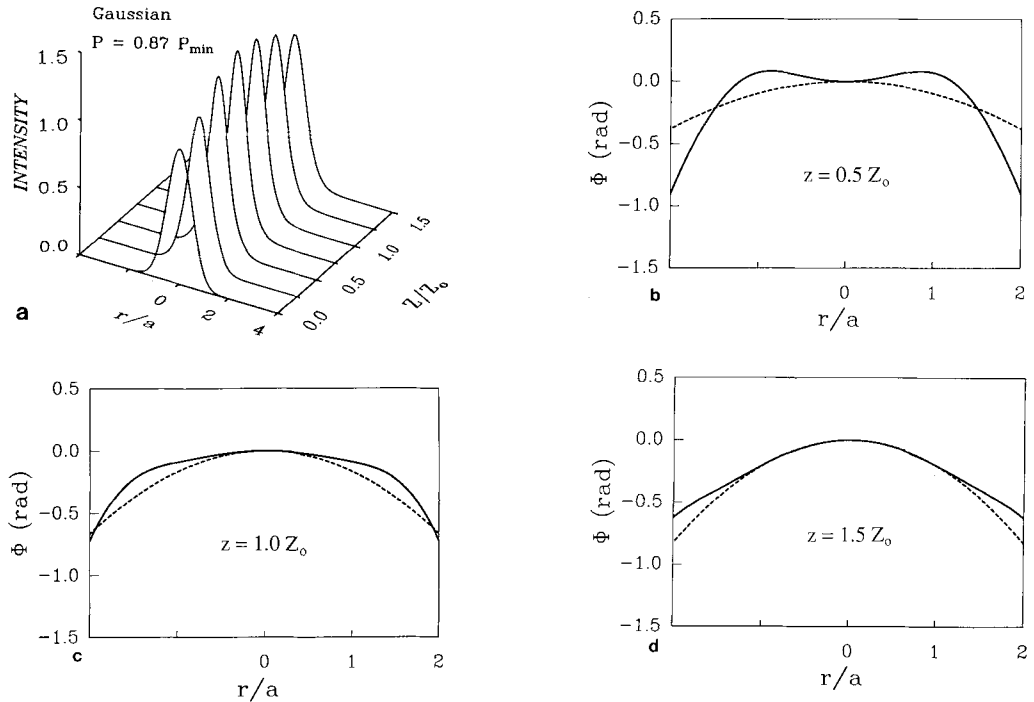 Gaussian
P = 0.87 P_min
INTENSITY
1.5
1.0
0.5
0.0
0
2
4
r/a
0.0
0.5
1.0
1.5
Z/Z_o
a
0.5
0.0
−0.5
−1.0
−1.5
Φ (rad)
z = 0.5 Z_o
0
1
2
r/a
b
0.5
0.0
−0.5
−1.0
−1.5
Φ (rad)
z = 1.0 Z_o
0
2
r/a
c
0.5
0.0
−0.5
−1.0
−1.5
Φ (rad)
z = 1.5 Z_o
0
1
2
r/a
d